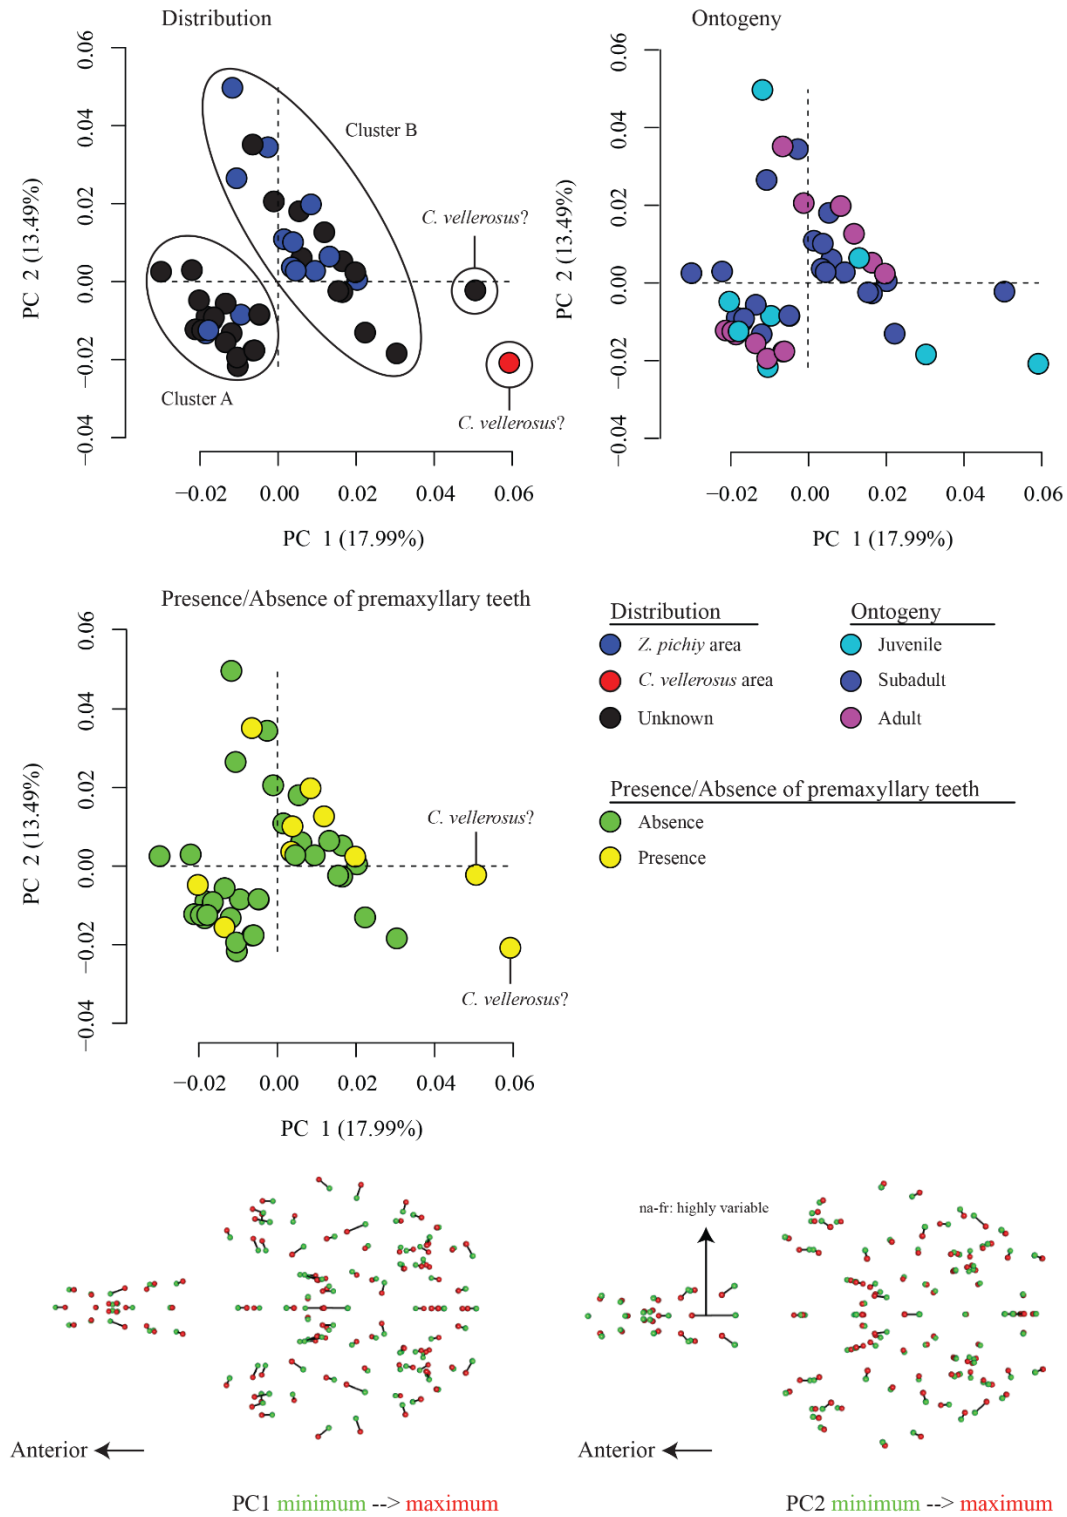 Distribution
0.06
0.04
0.02
0.00
−0.02
−0.04
PC 2 (13.49%)
Cluster B
C. vellerosus?
Cluster A
C. vellerosus?
−0.02 0.00 0.02 0.04 0.06
PC 1 (17.99%)
Ontogeny
0.06
0.04
0.02
0.00
−0.02
−0.04
PC 2 (13.49%)
−0.02 0.00 0.02 0.04 0.06
PC 1 (17.99%)
Presence/Absence of premaxyllary teeth
0.06
0.04
0.02
0.00
−0.02
−0.04
PC 2 (13.49%)
C. vellerosus?
C. vellerosus?
−0.02 0.00 0.02 0.04 0.06
PC 1 (17.99%)
Distribution
Z. pichiy area
C. vellerosus area
Unknown
Ontogeny
Juvenile
Subadult
Adult
Presence/Absence of premaxyllary teeth
Absence
Presence
na-fr: highly variable
Anterior
PC1 minimum --> maximum
Anterior
PC2 minimum --> maximum